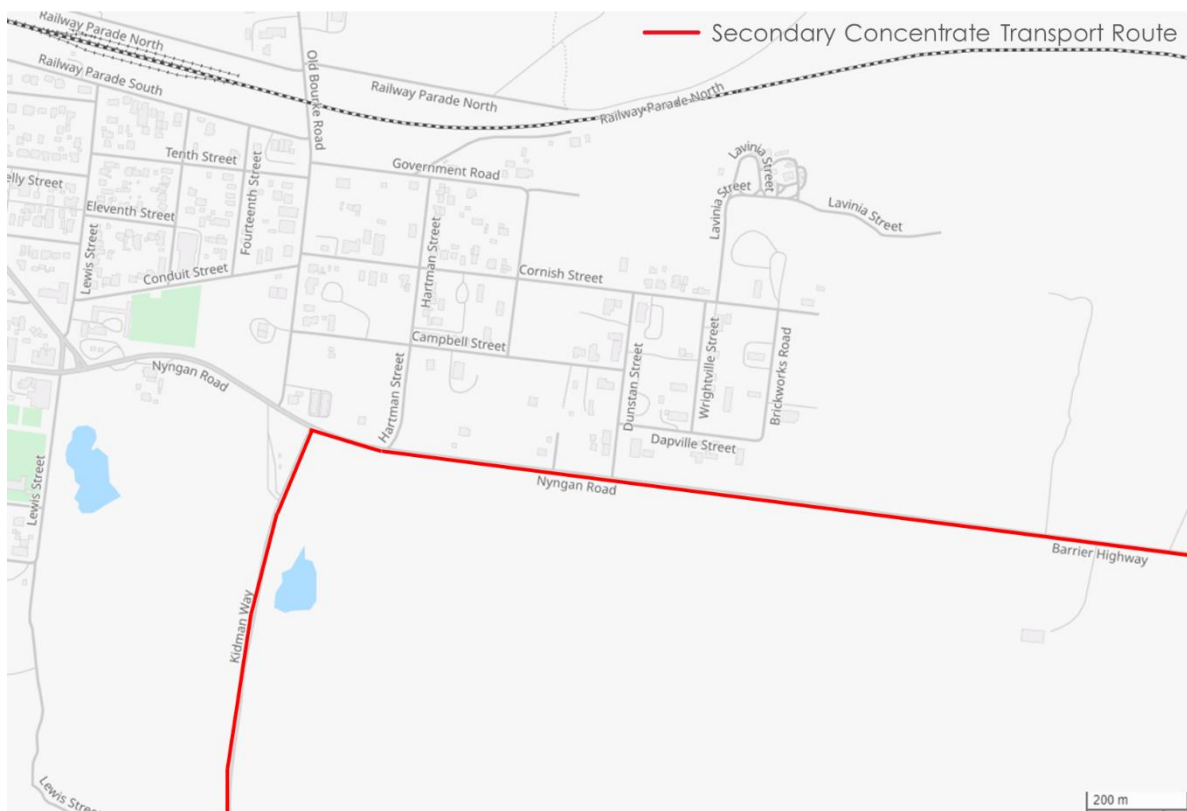 Railway Parade North
Secondary Concentrate Transport Route
Railway Parade South
Old Bourke Road
Railway Parade North
Railway Parade North
Tenth Street
Fourteenth Street
Government Road
Lavinia Street
Lavinia Street
Lavinia Street
elly Street
Eleventh Street
Lewis Street
Hartman Street
Conduit Street
Cornish Street
Campbell Street
Wrightville Street
Brickworks Road
Nyngan Road
Hartman Street
Dunstan Street
Dapville Street
Lewis Street
Nyngan Road
Barrier Highway
Kidman Way
Lewis Street
200 m